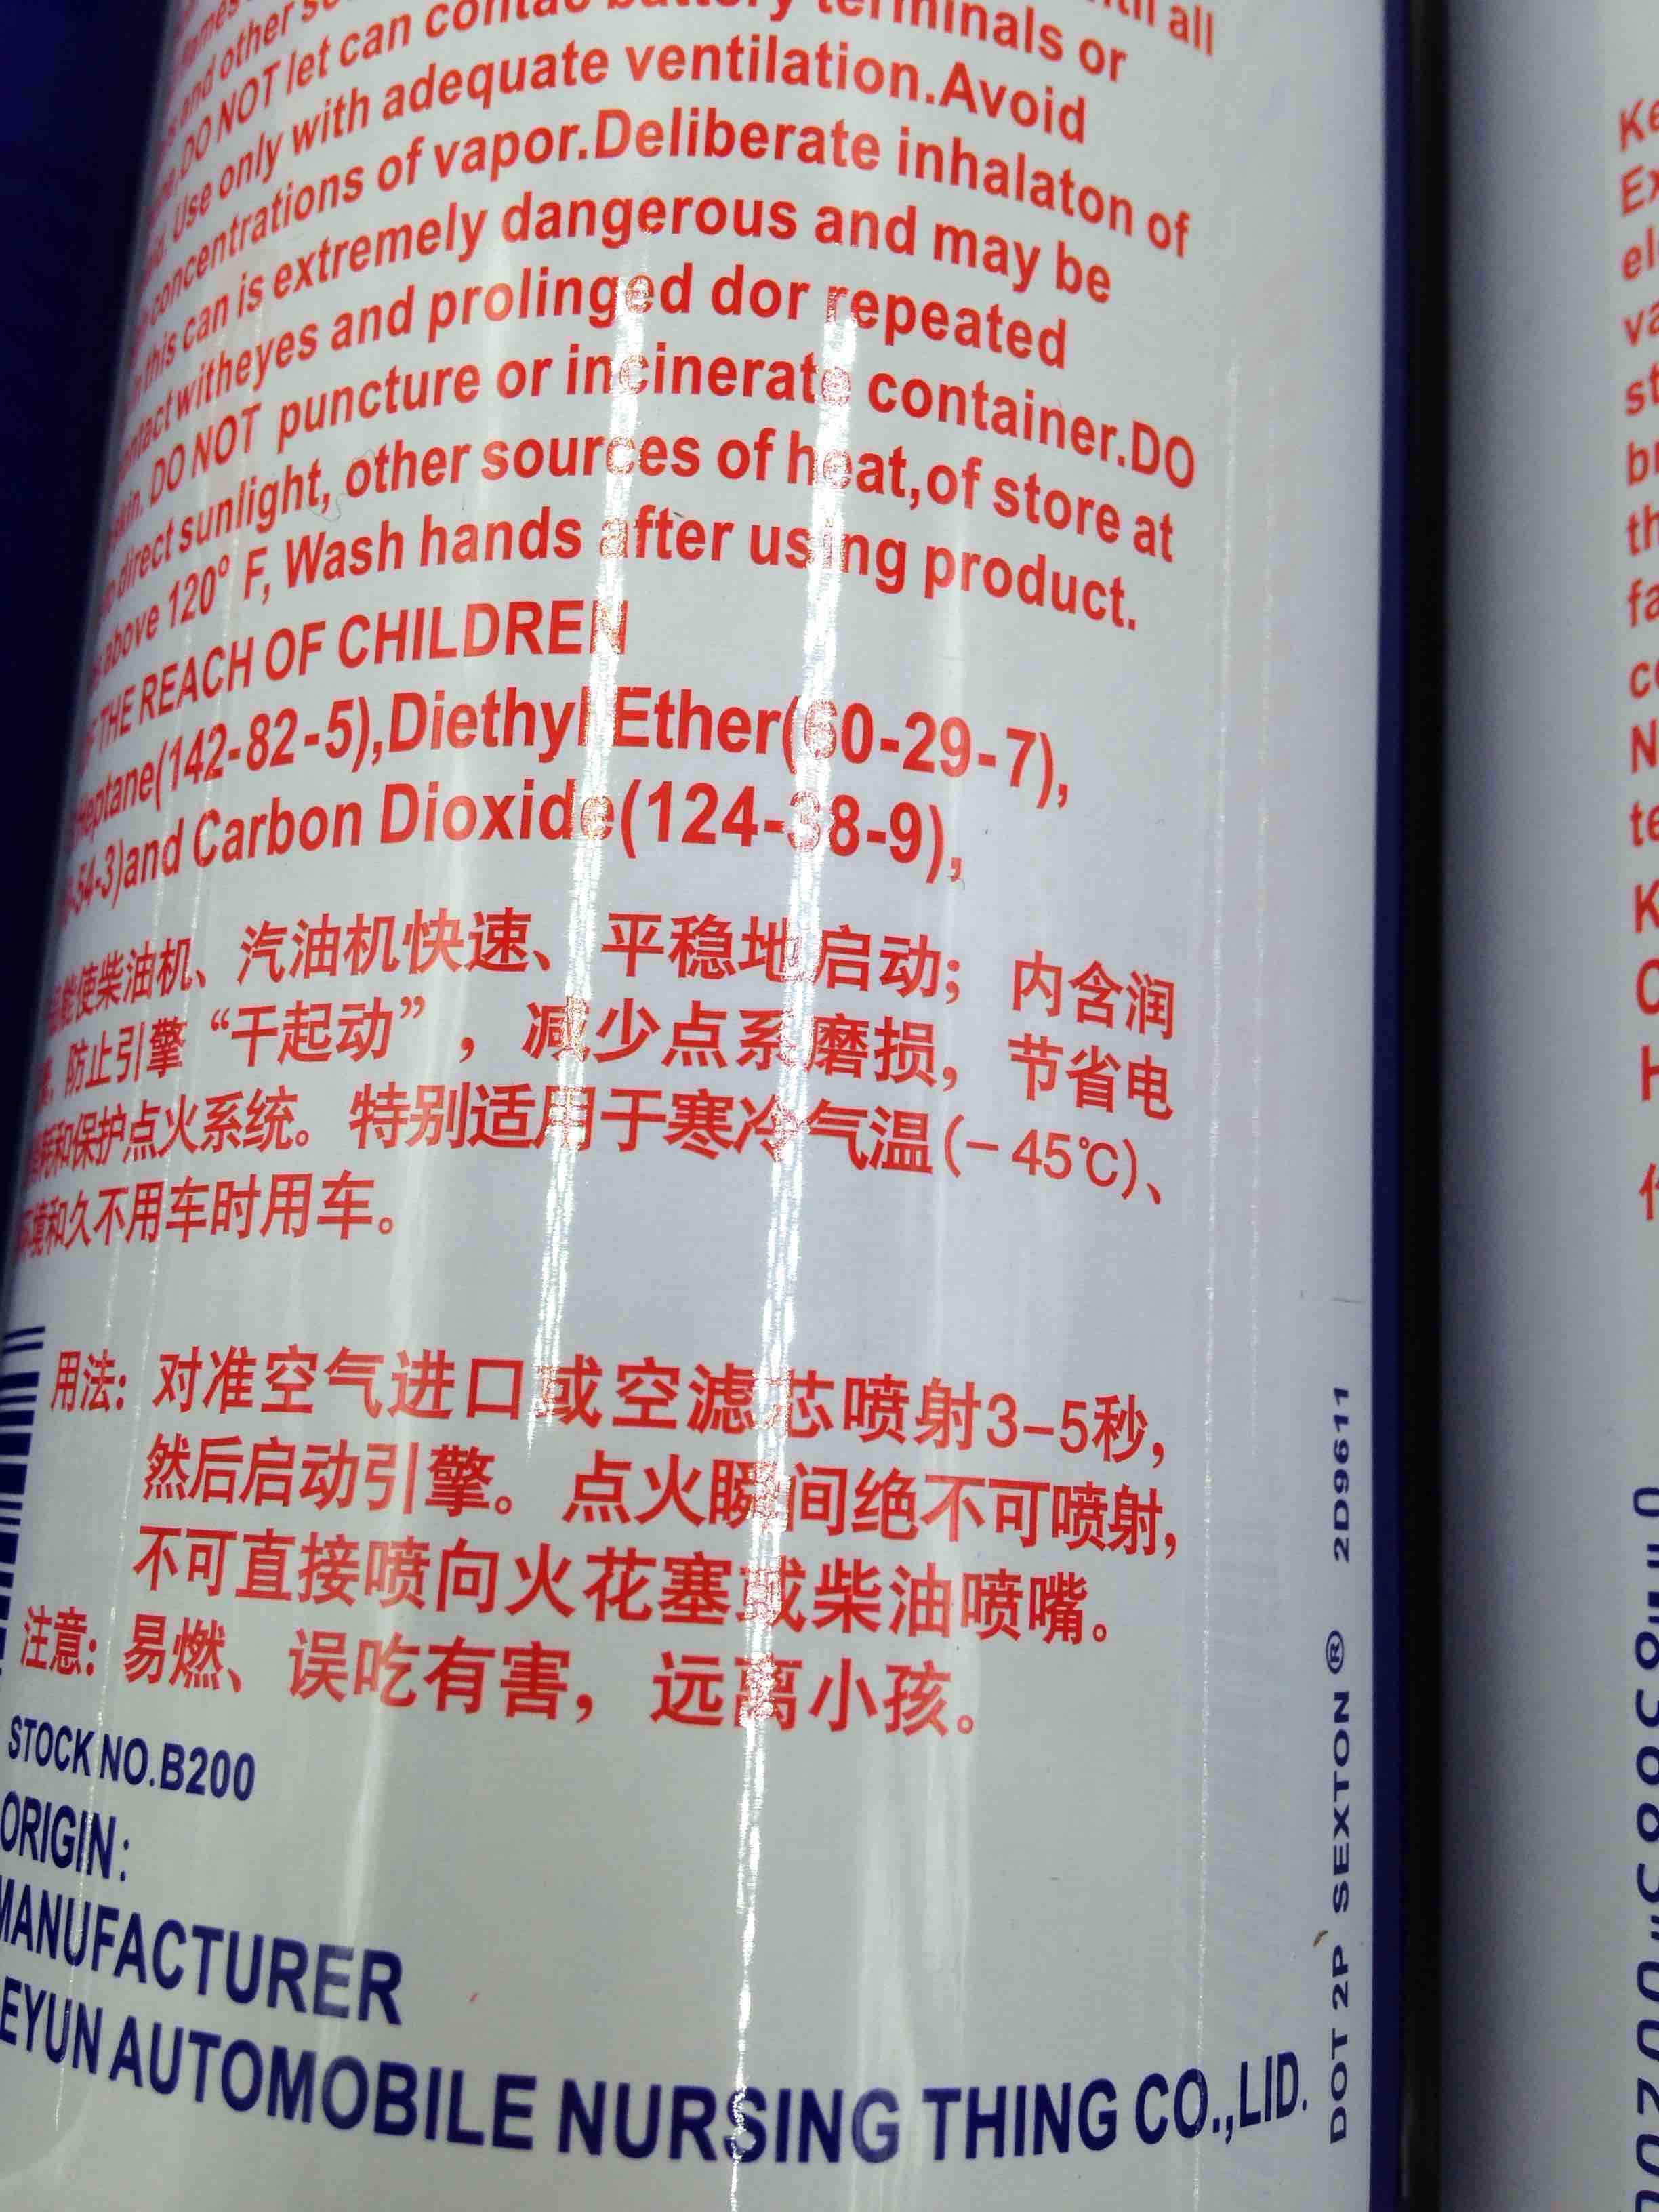 all
and other
DO NOT let can terminals or
Use only with adequate ventilation.Avoid
concentrations of vapor.Deliberate inhalaton of
this can is extremely dangerous and may be
witheyes and prolinged dor repeated
skin. DO NOT puncture or incinerate container.DO
direct sunlight, other sources of heat,of store at
above 120° F, Wash hands after using product.
THE REACH OF CHILDREN
Heptane(142-82-5),Diethyl Ether(60-29-7),
-54-3)and Carbon Dioxide(124-38-9),
能使柴油机、汽油机快速、平稳地启动；内含润
防止引擎“干起动”，减少点系磨损，节省电
和保护点火系统。特别适用于寒冷气温(－45℃)、
境和久不用车时用车。
用法：对准空气进口或空滤芯喷射3－5秒，
然后启动引擎。点火瞬间绝不可喷射，
不可直接喷向火花塞或柴油喷嘴。
注意：易燃、误吃有害，远离小孩。
STOCK NO.B200
ORIGIN:
MANUFACTURER
EYUN AUTOMOBILE NURSING THING CO.,LID.
DOT 2P SEXTON® 2D9611